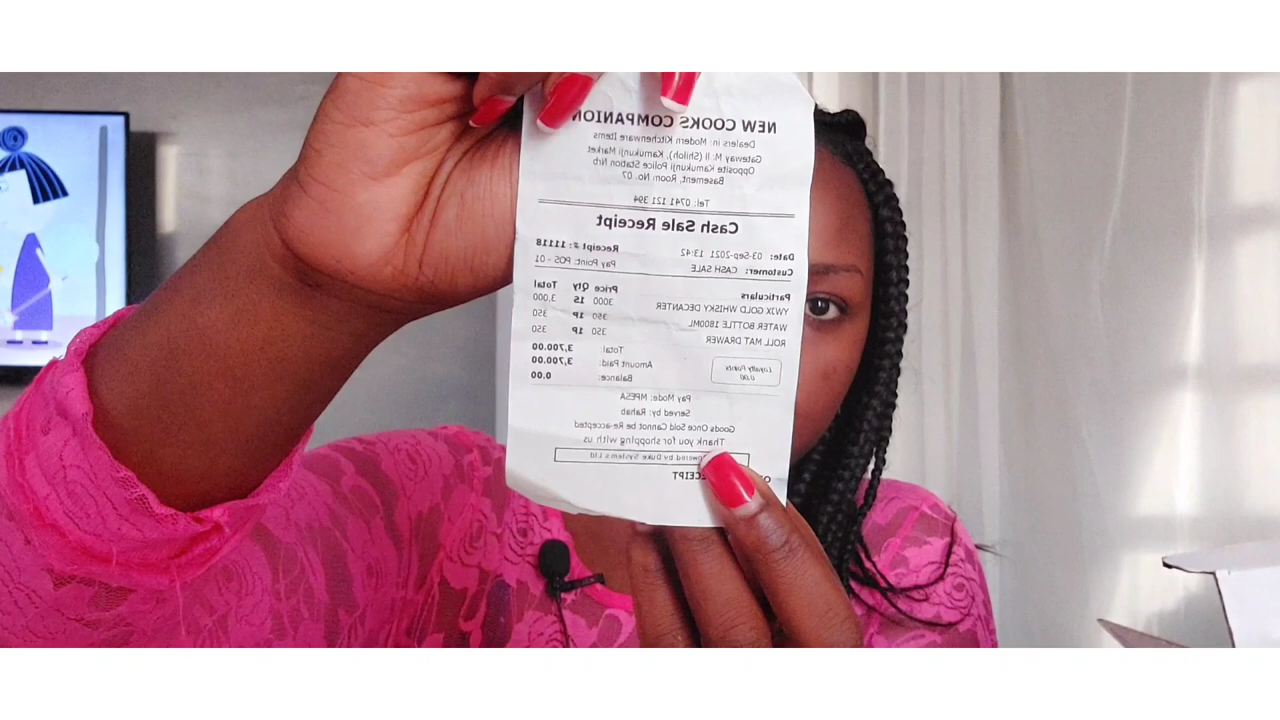 NEW COOKS COMPANION
Dealers in Modern Kitchenware Items
Gateway M. M. II (Shiloh), Kamukunji Market
Opposite Kamukunji Police Station Nrb
Basement, Room. No. 07
Tel: 0741 121 394
Cash Sale Receipt
Date: 03-Sep-2021 13:42 Receipt #: 11118
Customer: CASH SALE Pay Point: POS - 01
Particulars Price Qty Total
YWJX GOLD WHISKY DECANTER 3000 1S 3,000
WATER BOTTLE 1800ML 350 1P 350
ROLL MAT DRAWER 350 1P 350
Total: 3,700.00
Amount Paid: 3,700.00
Balance: 0.00
Loyalty Points
0.00
Pay Mode: MPESA
Served by: Rahab
Goods Once Sold Cannot be Re-accepted
Thank you for shopping with us
Powered by Duke Systems Ltd